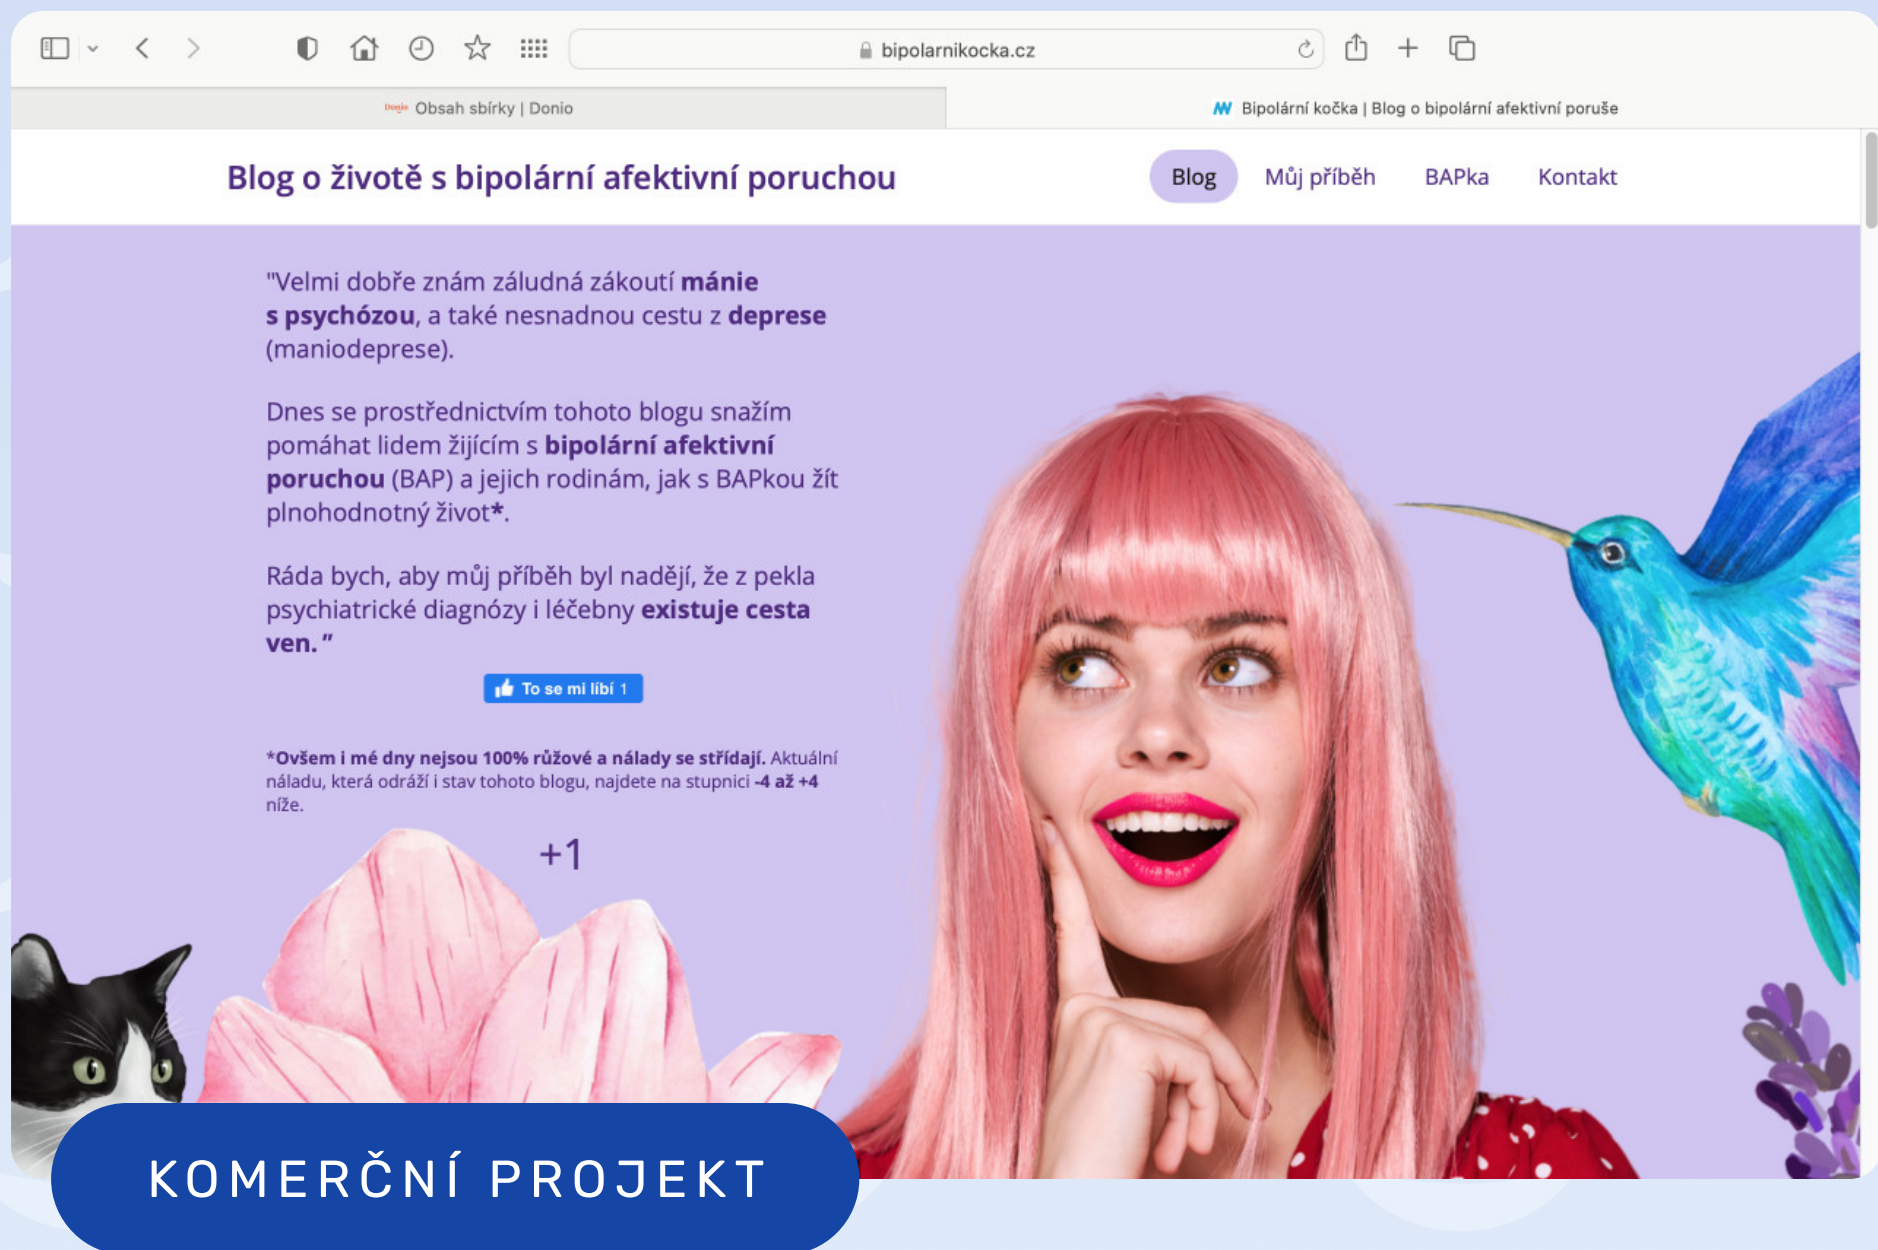 bipolarnikocka.cz
Donio Obsah sbírky | Donio
Bipolární kočka | Blog o bipolární afektivní poruše
Blog o životě s bipolární afektivní poruchou
Blog
Můj příběh
BAPka
Kontakt
"Velmi dobře znám záludná zákoutí mánie
s psychózou, a také nesnadnou cestu z deprese
(maniodeprese).
Dnes se prostřednictvím tohoto blogu snažím
pomáhat lidem žijícím s bipolární afektivní
poruchou (BAP) a jejich rodinám, jak s BAPkou žít
plnohodnotný život*.
Ráda bych, aby můj příběh byl nadějí, že z pekla
psychiatrické diagnózy i léčebny existuje cesta
ven."
To se mi líbí 1
*Ovšem i mé dny nejsou 100% růžové a nálady se střídají. Aktuální
náladu, která odráží i stav tohoto blogu, najdete na stupnici -4 až +4
níže.
+1
KOMERČNÍ PROJEKT